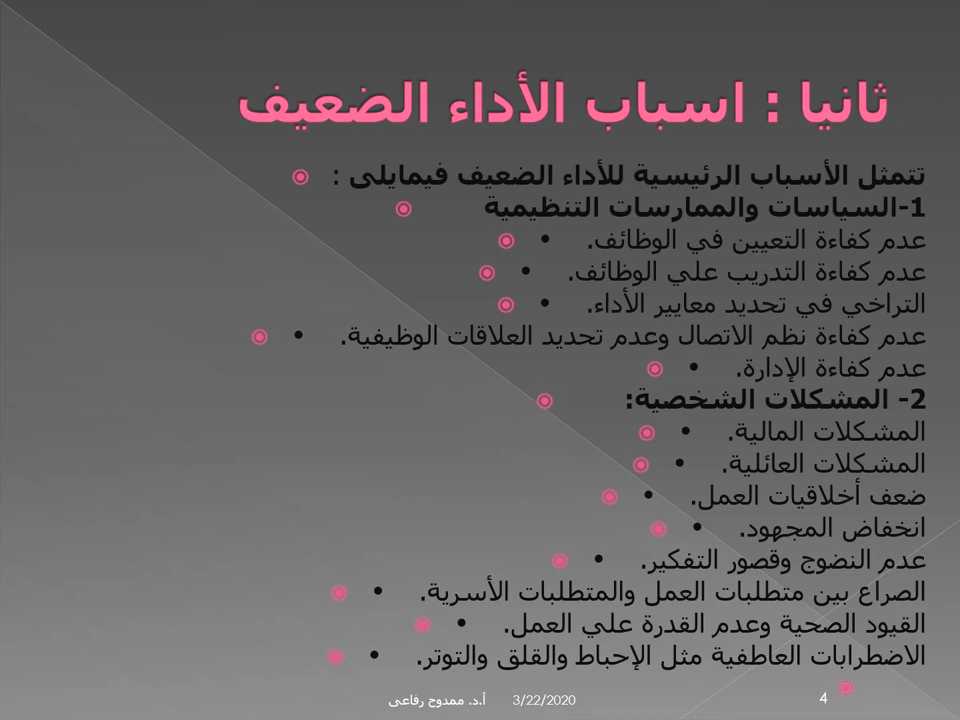 ثانيا : اسباب الأداء الضعيف
تتمثل الأسباب الرئيسية للأداء الضعيف فيمايلى :
1-السياسات والممارسات التنظيمية
عدم كفاءة التعيين في الوظائف. •
عدم كفاءة التدريب علي الوظائف. •
التراخي في تحديد معايير الأداء. •
عدم كفاءة نظم الاتصال وعدم تحديد العلاقات الوظيفية. •
عدم كفاءة الإدارة. •
2- المشكلات الشخصية:
المشكلات المالية. •
المشكلات العائلية. •
ضعف أخلاقيات العمل. •
انخفاض المجهود. •
عدم النضوج وقصور التفكير. •
الصراع بين متطلبات العمل والمتطلبات الأسرية. •
القيود الصحية وعدم القدرة علي العمل. •
الاضطرابات العاطفية مثل الإحباط والقلق والتوتر. •
4
3/22/2020
أ.د. ممدوح رفاعى